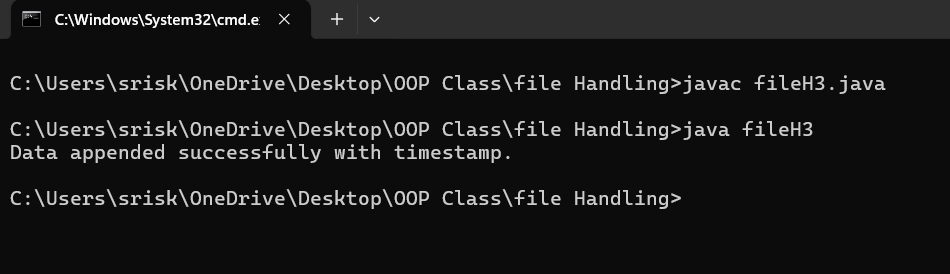 C:\Windows\System32\cmd.e
C:\Users\srisk\OneDrive\Desktop\OOP Class\file Handling>javac fileH3.java
C:\Users\srisk\OneDrive\Desktop\OOP Class\file Handling>java fileH3
Data appended successfully with timestamp.
C:\Users\srisk\OneDrive\Desktop\OOP Class\file Handling>